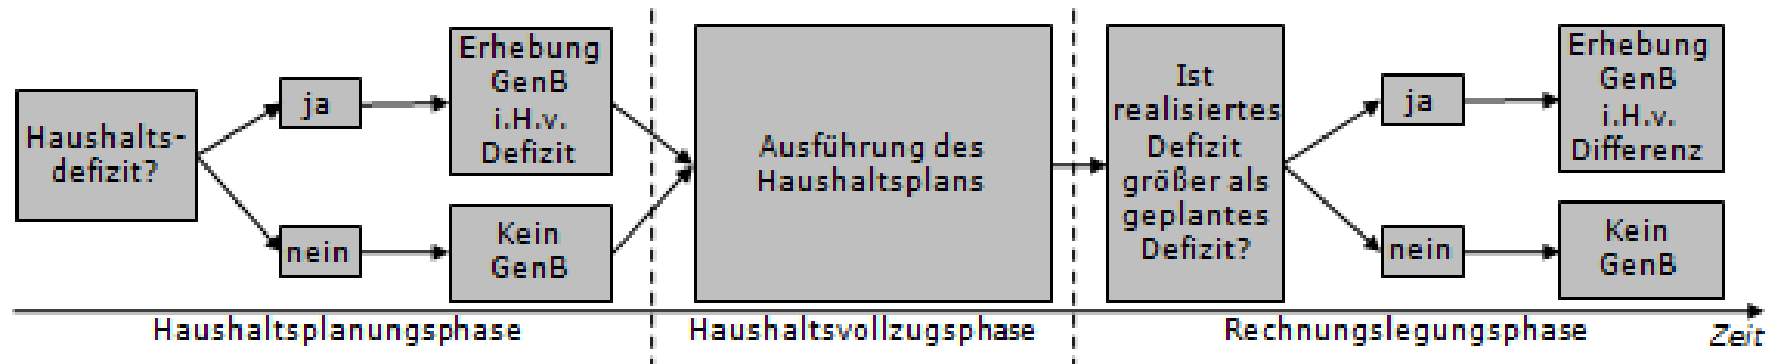 Haushalts-
defizit?
ja
nein
Erhebung
GenB
i.H.v.
Defizit
Kein
GenB
Ausführung des
Haushaltsplans
Ist
realisiertes
Defizit
größer als
geplantes
Defizit?
ja
nein
Erhebung
GenB
i.H.v.
Differenz
Kein
GenB
Haushaltsplanungsphase
Haushaltsvollzugsphase
Rechnungslegungsphase
Zeit